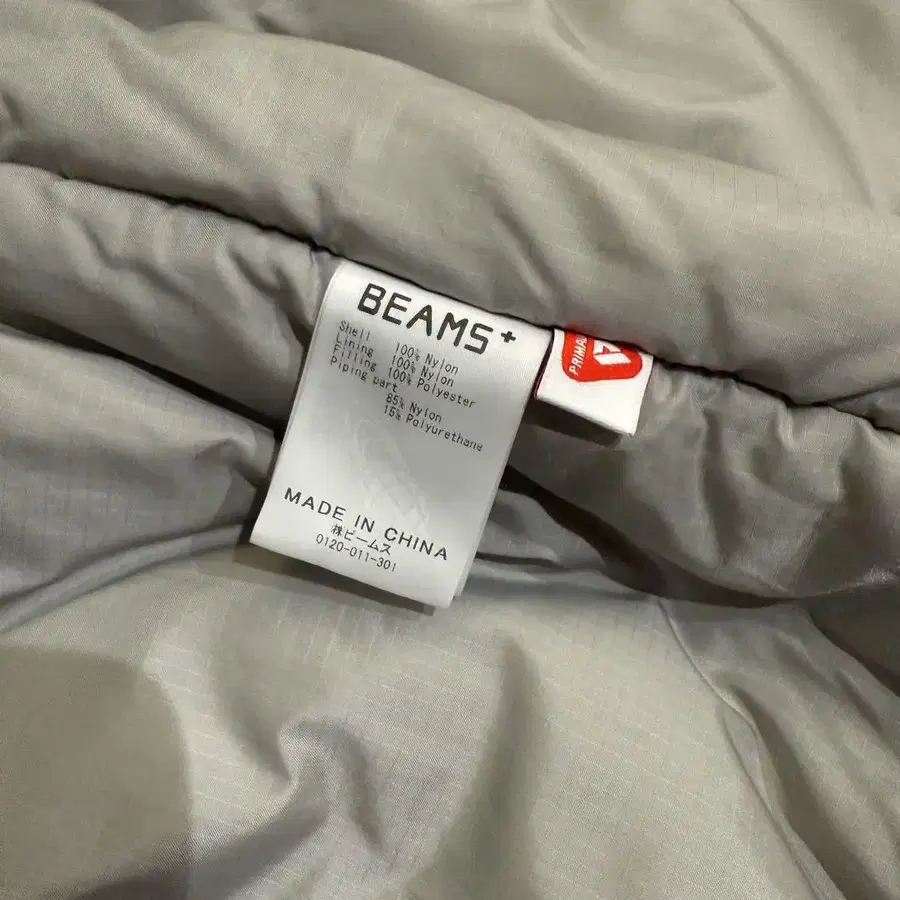 BEAMS+
Shell 100% Nylon
Lining 100% Nylon
Filling 100% Polyester
Piping part
85% Nylon
15% Polyurethane
MADE IN CHINA
㈱ビームス
0120-011-301